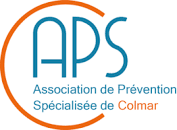 APS
Association de Prévention
Spécialisée de Colmar